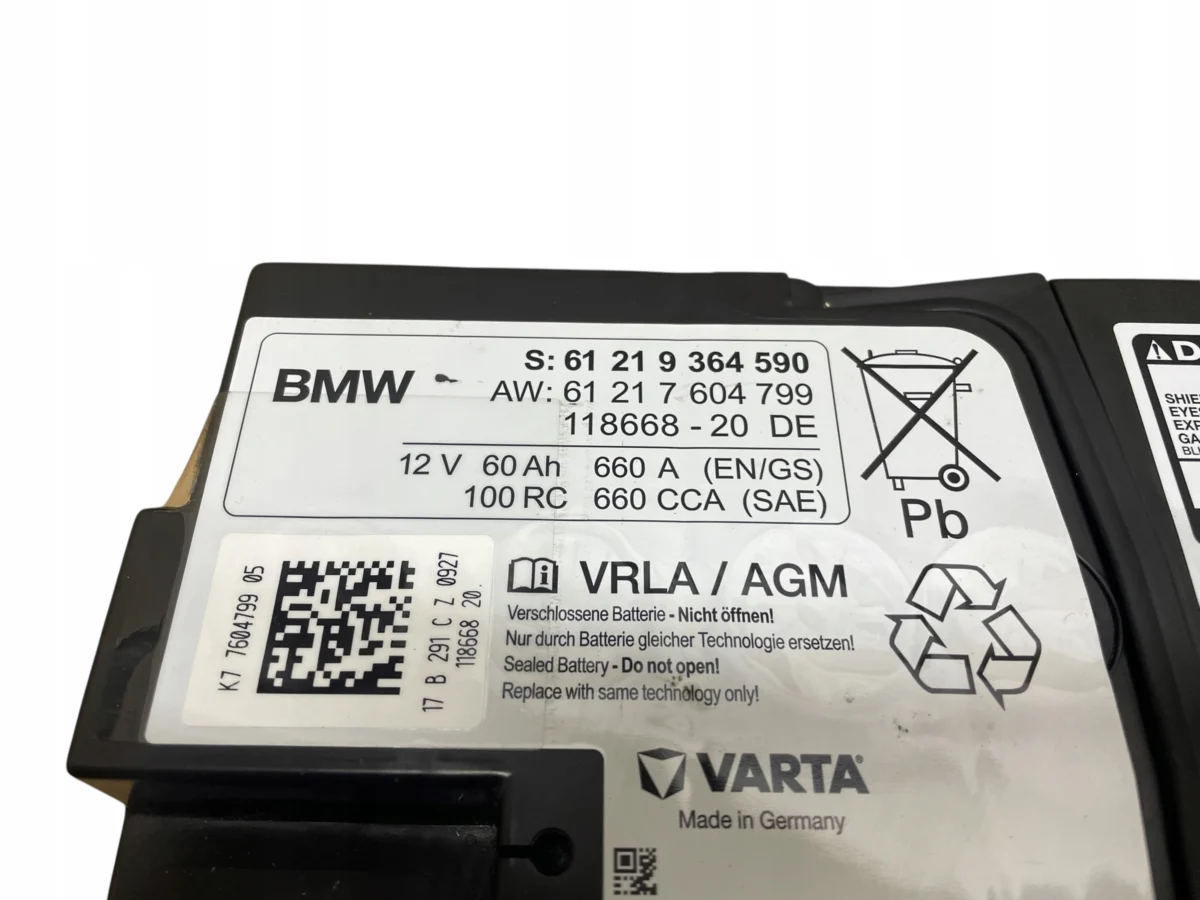 BMW
S: 61 21 9 364 590
AW: 61 21 7 604 799
118668 - 20 DE
12 V 60 Ah 660 A (EN/GS)
100 RC 660 CCA (SAE)
Pb
K7 7604799 05
17 B 291 C Z 0927
118668 20.
VRLA / AGM
Verschlossene Batterie - Nicht öffnen!
Nur durch Batterie gleicher Technologie ersetzen!
Sealed Battery - Do not open!
Replace with same technology only!
VARTA
Made in Germany